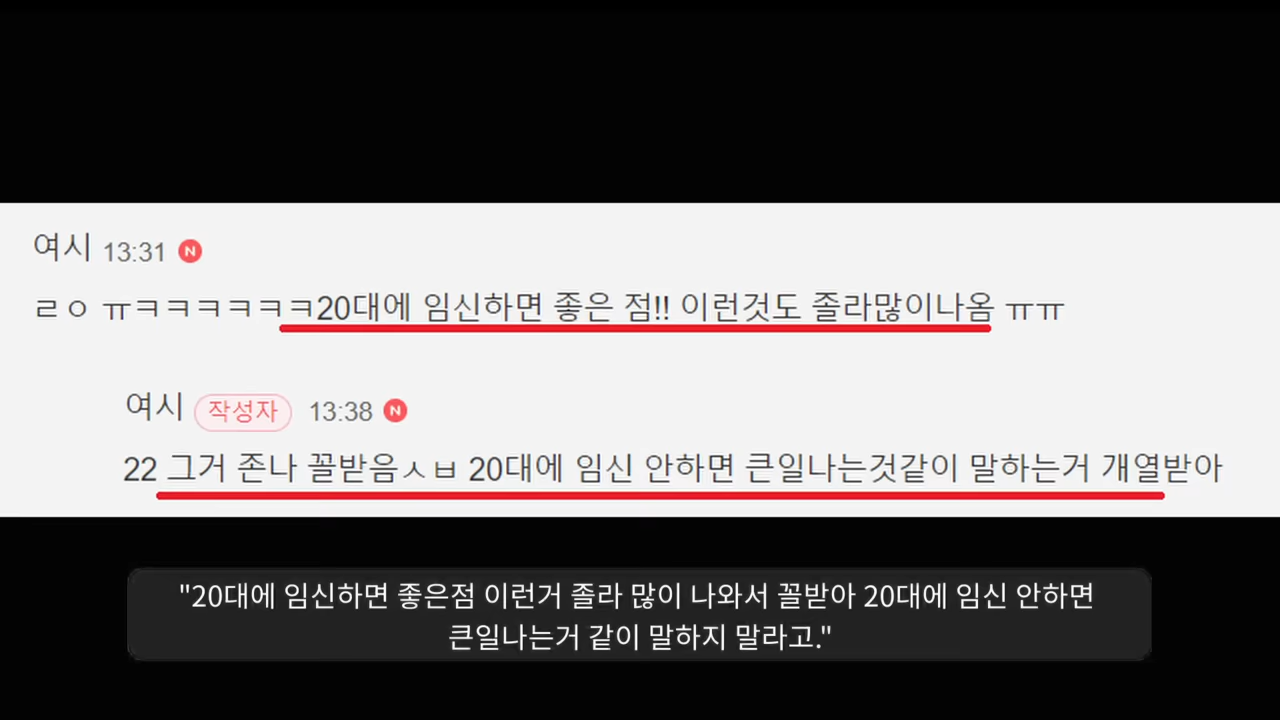 여시 13:31 N
ㄹㅇ ㅠㅋㅋㅋㅋㅋㅋ20대에 임신하면 좋은 점!! 이런것도 졸라많이나옴 ㅠㅠ
여시 작성자 13:38 N
22 그거 존나 꼴받음ㅅㅂ 20대에 임신 안하면 큰일나는것같이 말하는거 개열받아
"20대에 임신하면 좋은점 이런거 졸라 많이 나와서 꼴받아 20대에 임신 안하면
큰일나는거 같이 말하지 말라고."